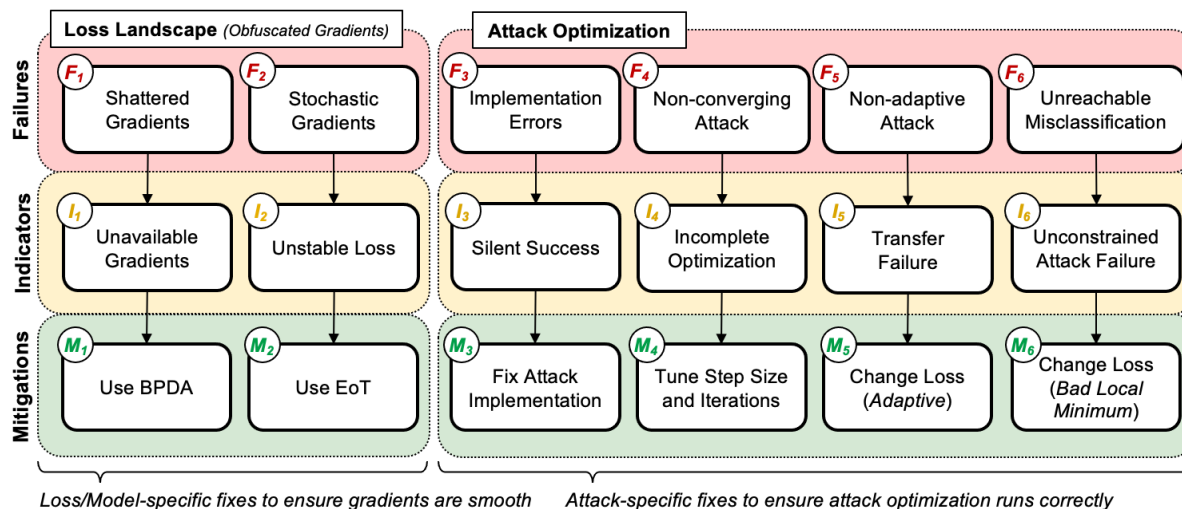 Loss Landscape (Obfuscated Gradients)
Attack Optimization
Failures
F1
Shattered
Gradients
F2
Stochastic
Gradients
F3
Implementation
Errors
F4
Non-converging
Attack
F5
Non-adaptive
Attack
F6
Unreachable
Misclassification
Indicators
I1
Unavailable
Gradients
I2
Unstable Loss
I3
Silent Success
I4
Incomplete
Optimization
I5
Transfer
Failure
I6
Unconstrained
Attack Failure
Mitigations
M1
Use BPDA
M2
Use EoT
M3
Fix Attack
Implementation
M4
Tune Step Size
and Iterations
M5
Change Loss
(Adaptive)
M6
Change Loss
(Bad Local
Minimum)
Loss/Model-specific fixes to ensure gradients are smooth
Attack-specific fixes to ensure attack optimization runs correctly